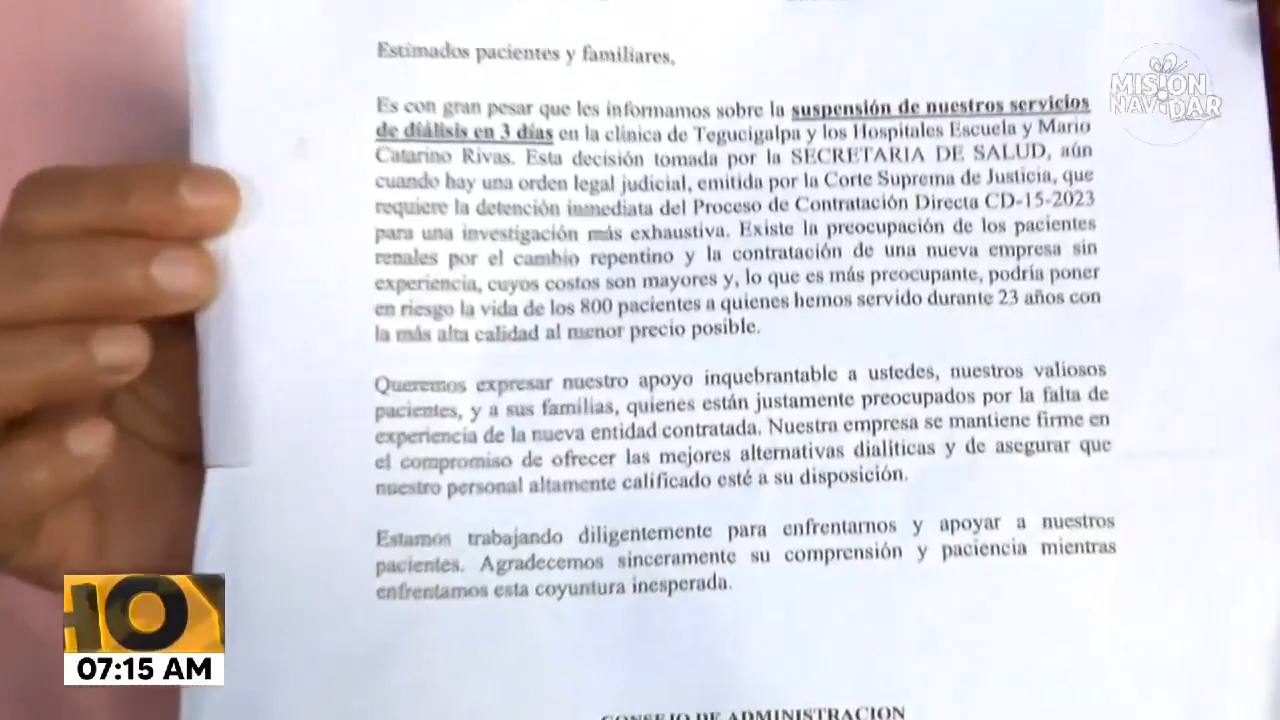 Estimados pacientes y familiares,
Es con gran pesar que les informamos sobre la suspensión de nuestros servicios
de diálisis en 3 días en la clínica de Tegucigalpa y los Hospitales Escuela y Mario
Catarino Rivas. Esta decisión tomada por la SECRETARIA DE SALUD, aún
cuando hay una orden legal judicial, emitida por la Corte Suprema de Justicia, que
requiere la detención inmediata del Proceso de Contratación Directa CD-15-2023
para una investigación más exhaustiva. Existe la preocupación de los pacientes
renales por el cambio repentino y la contratación de una nueva empresa sin
experiencia, cuyos costos son mayores y, lo que es más preocupante, podría poner
en riesgo la vida de los 800 pacientes a quienes hemos servido durante 23 años con
la más alta calidad al menor precio posible.
Queremos expresar nuestro apoyo inquebrantable a ustedes, nuestros valiosos
pacientes, y a sus familias, quienes están justamente preocupados por la falta de
experiencia de la nueva entidad contratada. Nuestra empresa se mantiene firme en
el compromiso de ofrecer las mejores alternativas dialíticas y de asegurar que
nuestro personal altamente calificado esté a su disposición.
Estamos trabajando diligentemente para enfrentarnos y apoyar a nuestros
pacientes. Agradecemos sinceramente su comprensión y paciencia mientras
enfrentamos esta coyuntura inesperada.
CONSEJO DE ADMINISTRACION
MISIÓN
NAVIDAR
HOY
07:15 AM